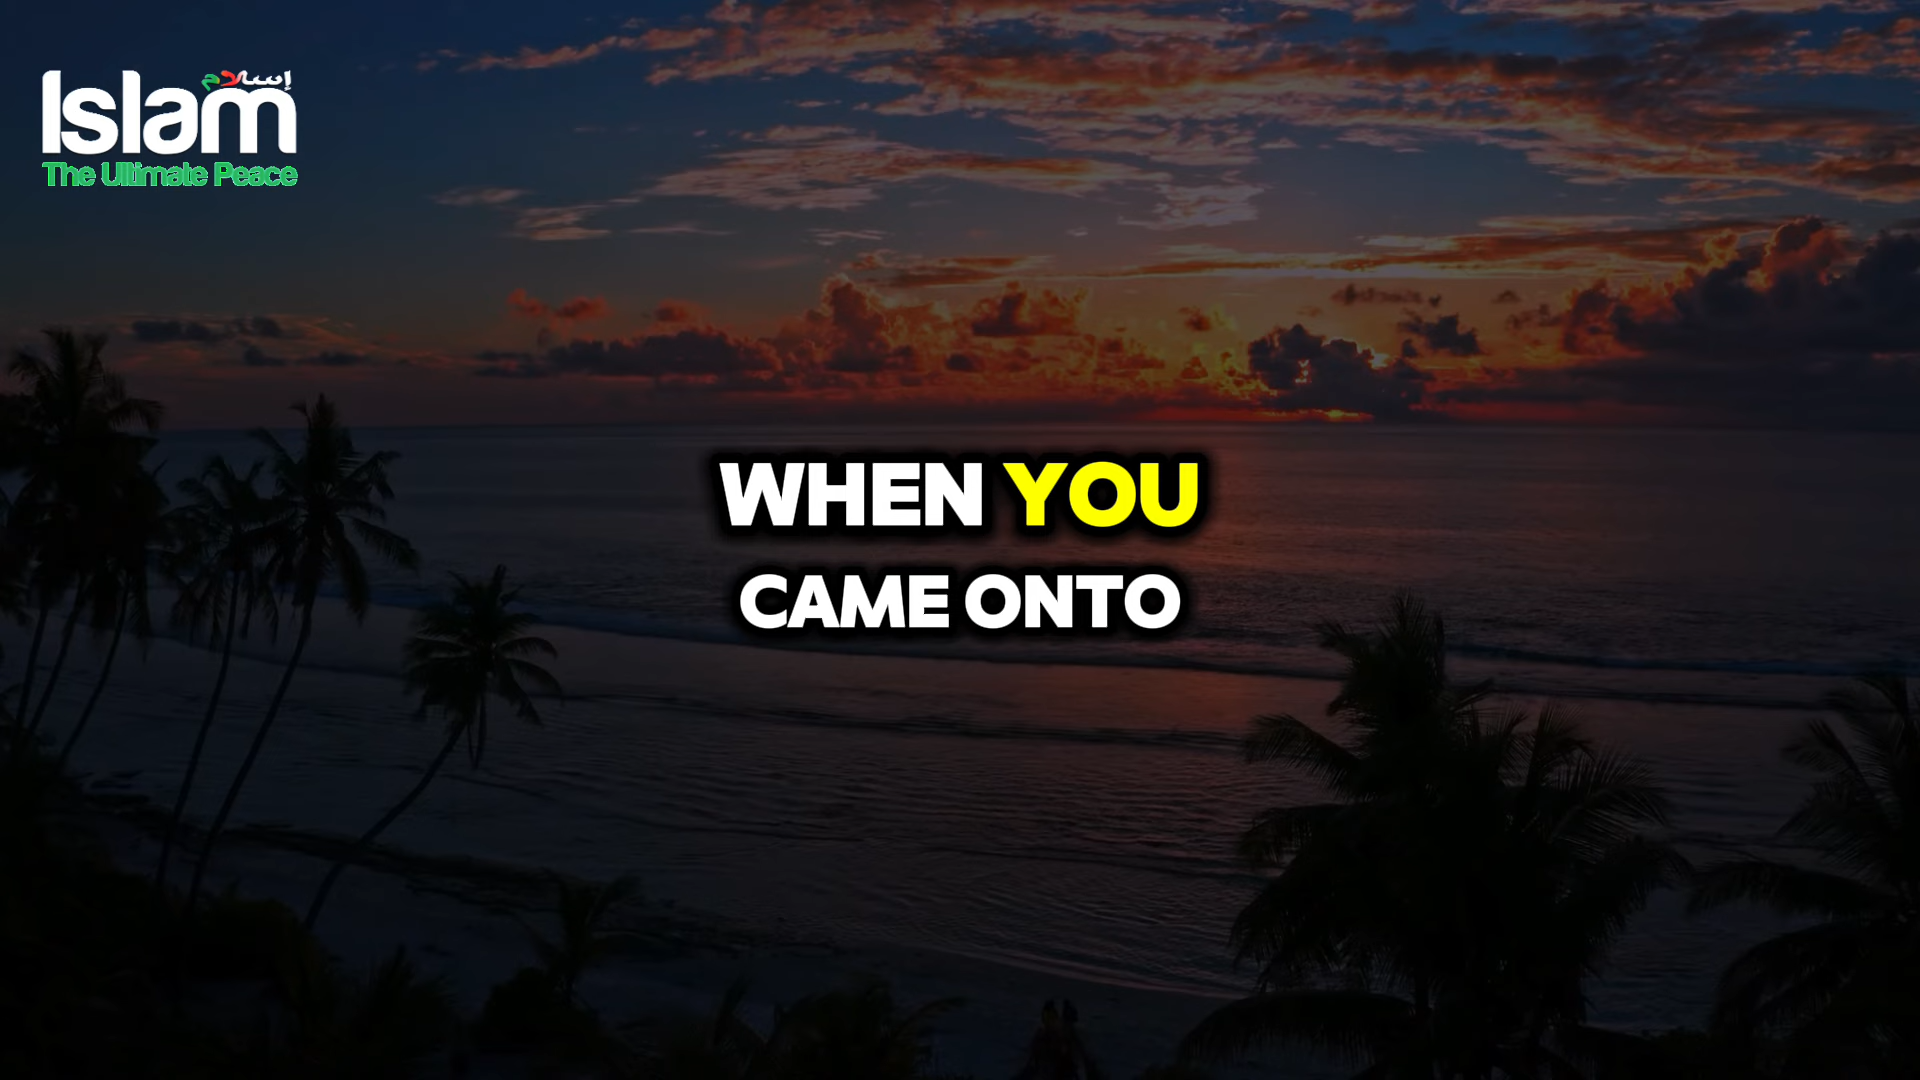 إسلام
Islam
The Ultimate Peace
WHEN YOU
CAME ONTO